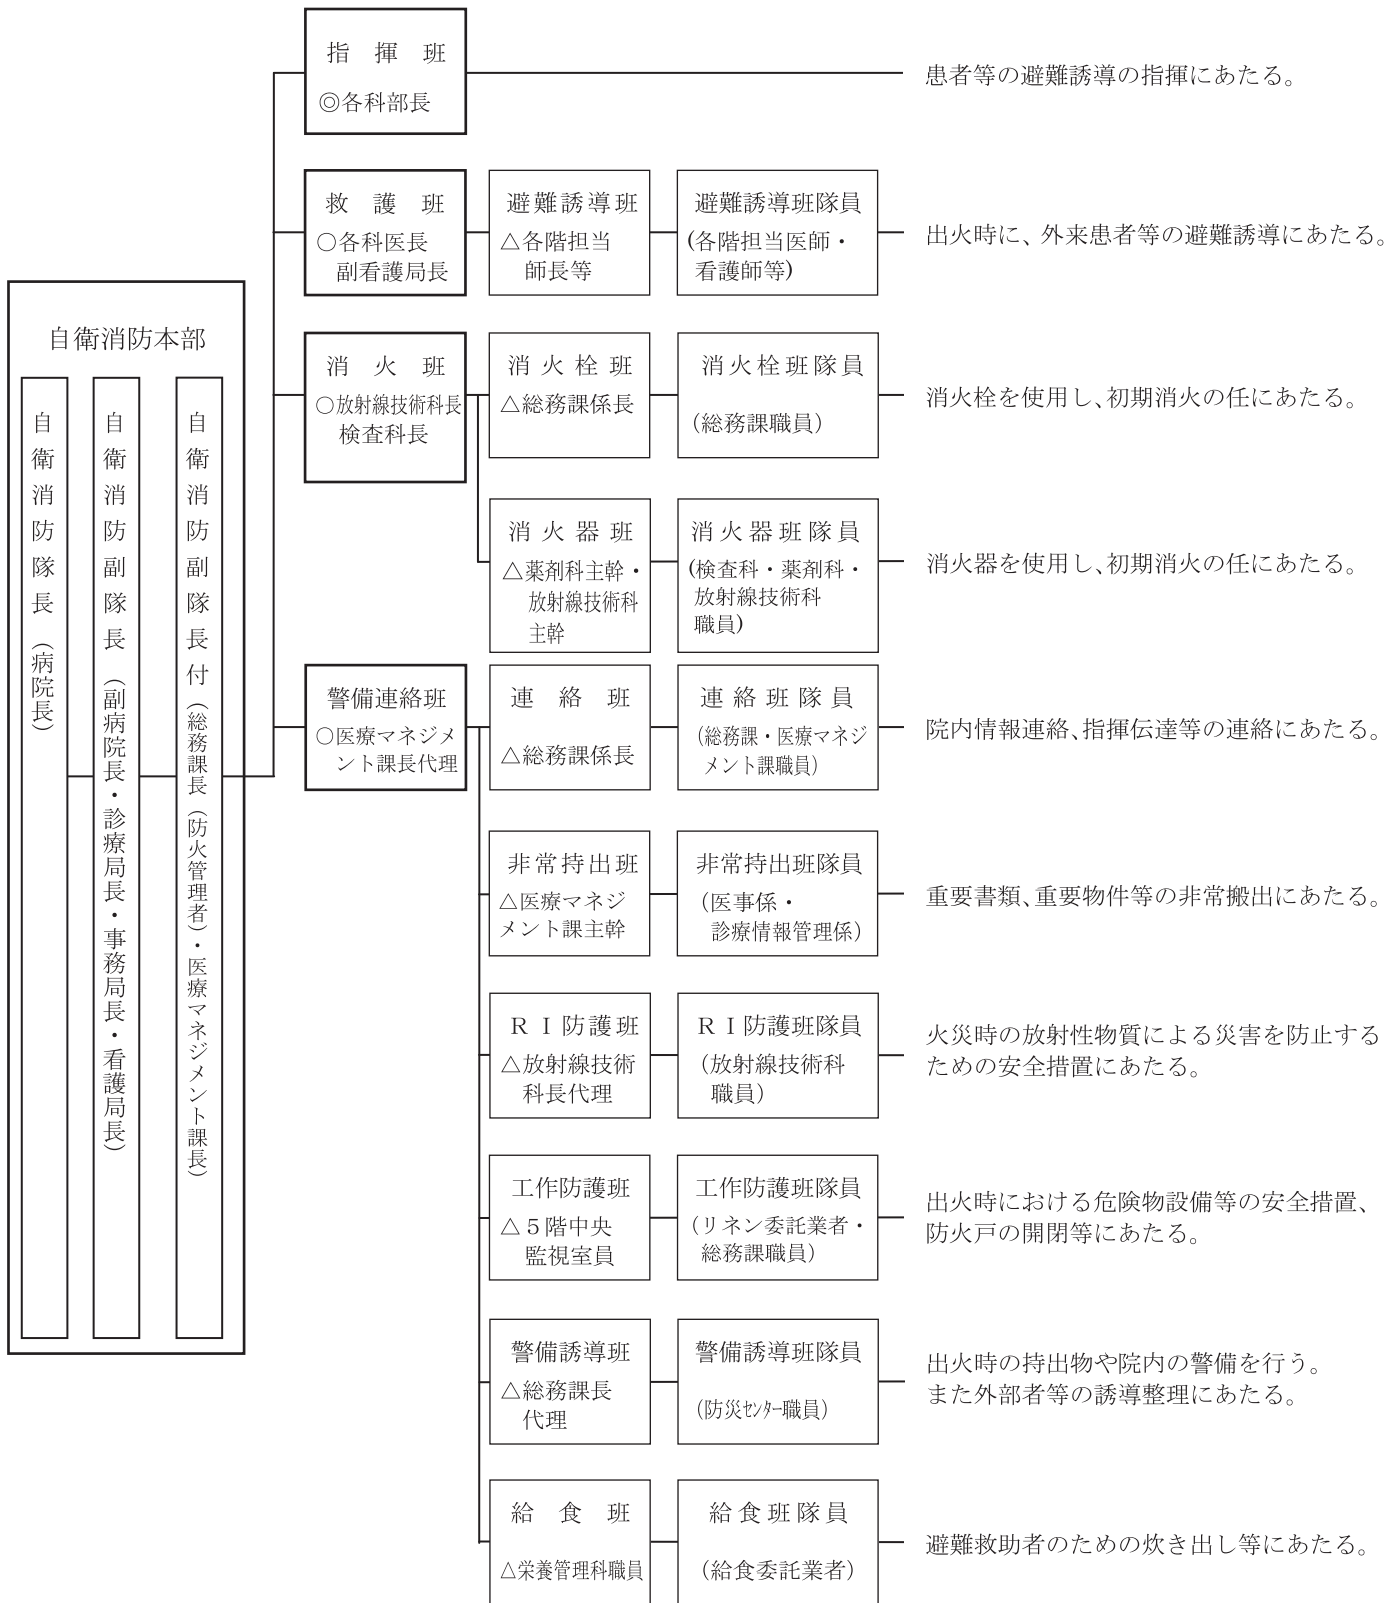 自衛消防本部
自衛消防隊長（病院長）
自衛消防副隊長（副病院長・診療局長・事務局長・看護局長）
自衛消防副隊長付（総務課長（防火管理者）・医療マネジメント課長）
指揮班
◎各科部長
患者等の避難誘導の指揮にあたる。
救護班
○各科医長
副看護局長
避難誘導班
△各階担当
師長等
避難誘導班隊員
(各階担当医師・
看護師等)
出火時に、外来患者等の避難誘導にあたる。
消火班
○放射線技術科長
検査科長
消火栓班
△総務課係長
消火栓班隊員
（総務課職員）
消火栓を使用し、初期消火の任にあたる。
消火器班
△薬剤科主幹・
放射線技術科
主幹
消火器班隊員
(検査科・薬剤科・
放射線技術科
職員)
消火器を使用し、初期消火の任にあたる。
警備連絡班
○医療マネジメ
ント課長代理
連絡班
△総務課係長
連絡班隊員
（総務課・医療マネジ
メント課職員）
院内情報連絡、指揮伝達等の連絡にあたる。
非常持出班
△医療マネジ
メント課主幹
非常持出班隊員
（医事係・
診療情報管理係）
重要書類、重要物件等の非常搬出にあたる。
ＲＩ防護班
△放射線技術
科長代理
ＲＩ防護班隊員
（放射線技術科
職員）
火災時の放射性物質による災害を防止する
ための安全措置にあたる。
工作防護班
△５階中央
監視室員
工作防護班隊員
（リネン委託業者・
総務課職員）
出火時における危険物設備等の安全措置、
防火戸の開閉等にあたる。
警備誘導班
△総務課長
代理
警備誘導班隊員
（防災ｾﾝﾀｰ職員）
出火時の持出物や院内の警備を行う。
また外部者等の誘導整理にあたる。
給食班
△栄養管理科職員
給食班隊員
（給食委託業者）
避難救助者のための炊き出し等にあたる。